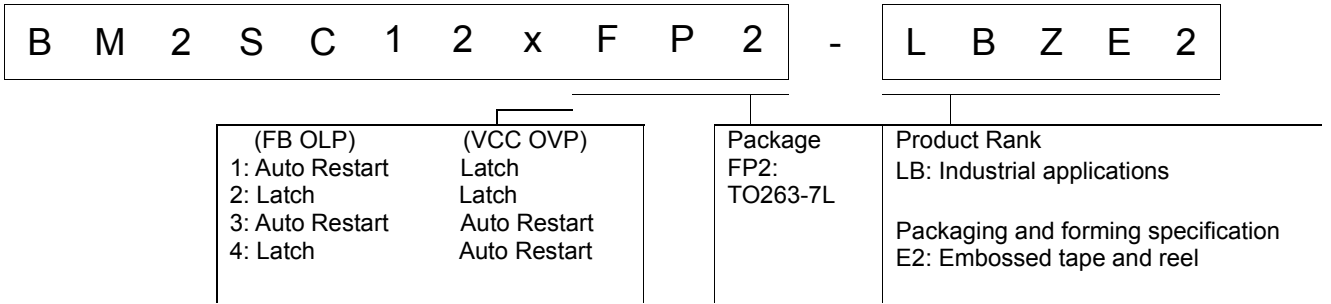 B M 2 S C 1 2 x F P 2 - L B Z E 2
(FB OLP) (VCC OVP)
1: Auto Restart Latch
2: Latch Latch
3: Auto Restart Auto Restart
4: Latch Auto Restart
Package
FP2:
TO263-7L
Product Rank
LB: Industrial applications
Packaging and forming specification
E2: Embossed tape and reel